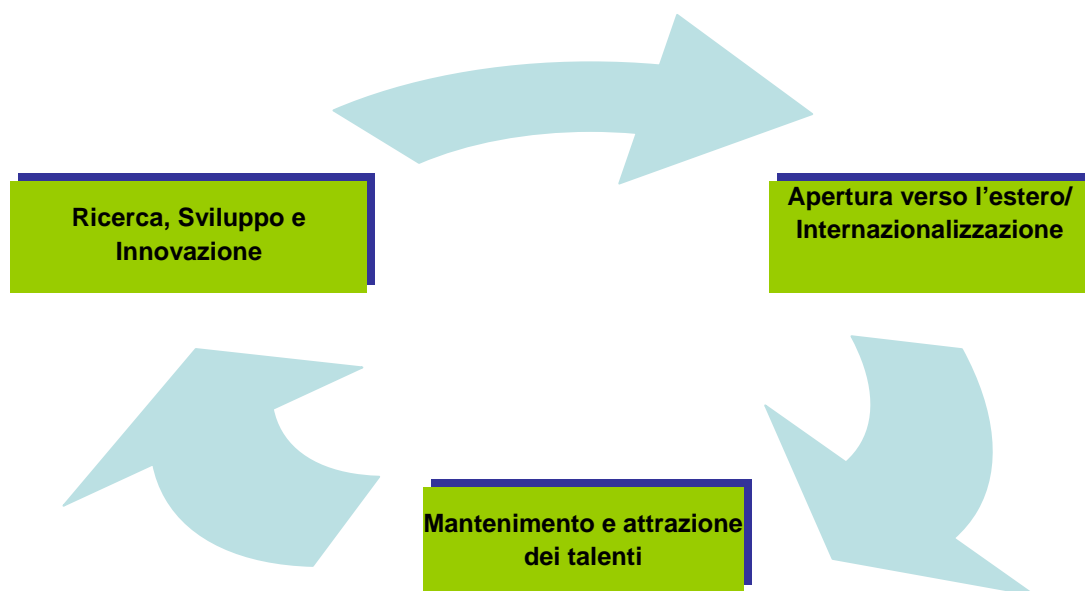 Ricerca, Sviluppo e
Innovazione
Apertura verso l'estero/
Internazionalizzazione
Mantenimento e attrazione
dei talenti